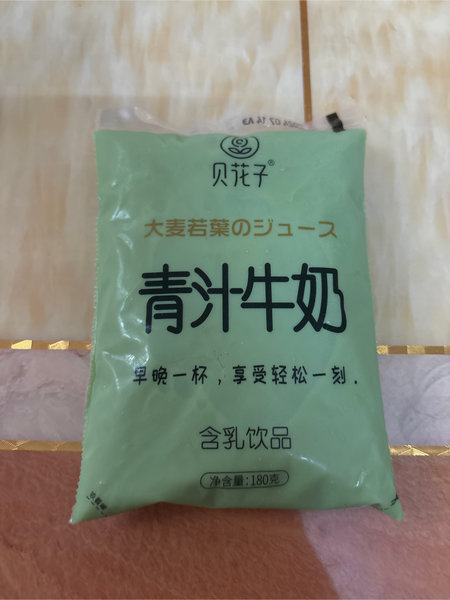 贝花子®
大麦若葉のジュース
青汁牛奶
早晚一杯，享受轻松一刻.
含乳饮品
净含量:180克